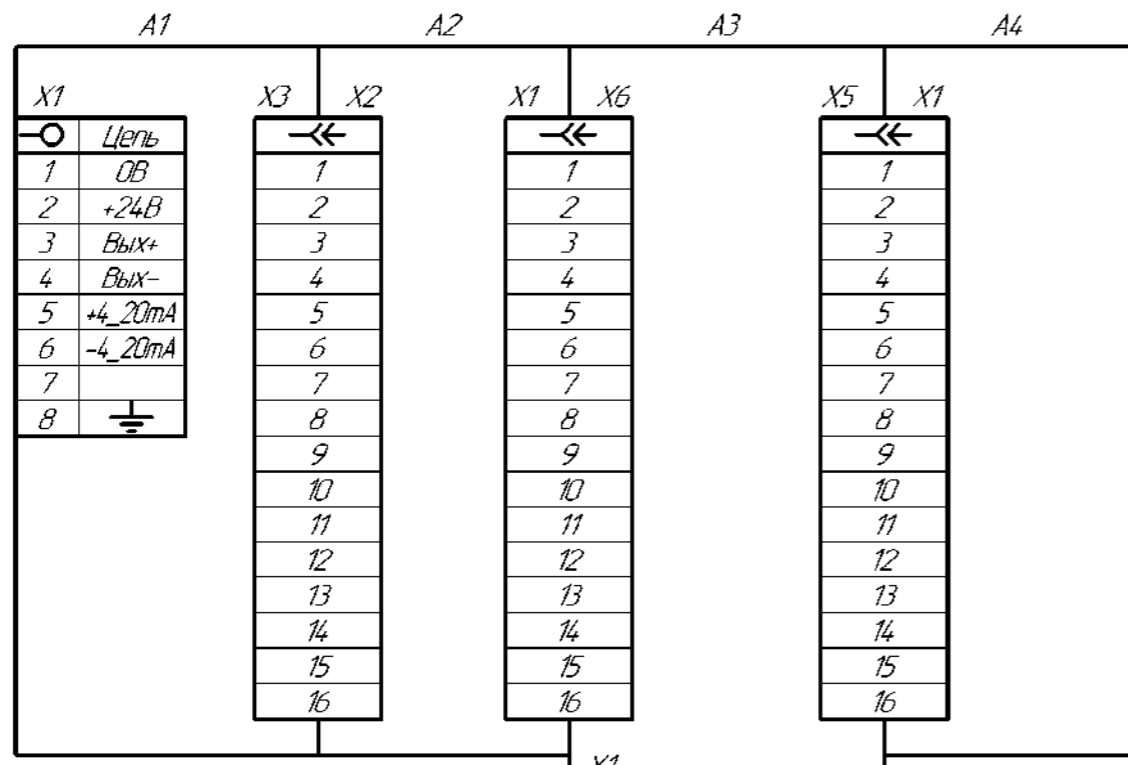 A1 A2 A3 A4
X1 X3 X2 X1 X6 X5 X1
Цепь
1 0В 1 1 1
2 +24В 2 2 2
3 Вых+ 3 3 3
4 Вых- 4 4 4
5 +4_20mA 5 5 5
6 -4_20mA 6 6 6
7 7 7 7
8 8 8 8
9 9 9
10 10 10
11 11 11
12 12 12
13 13 13
14 14 14
15 15 15
16 16 16
X1